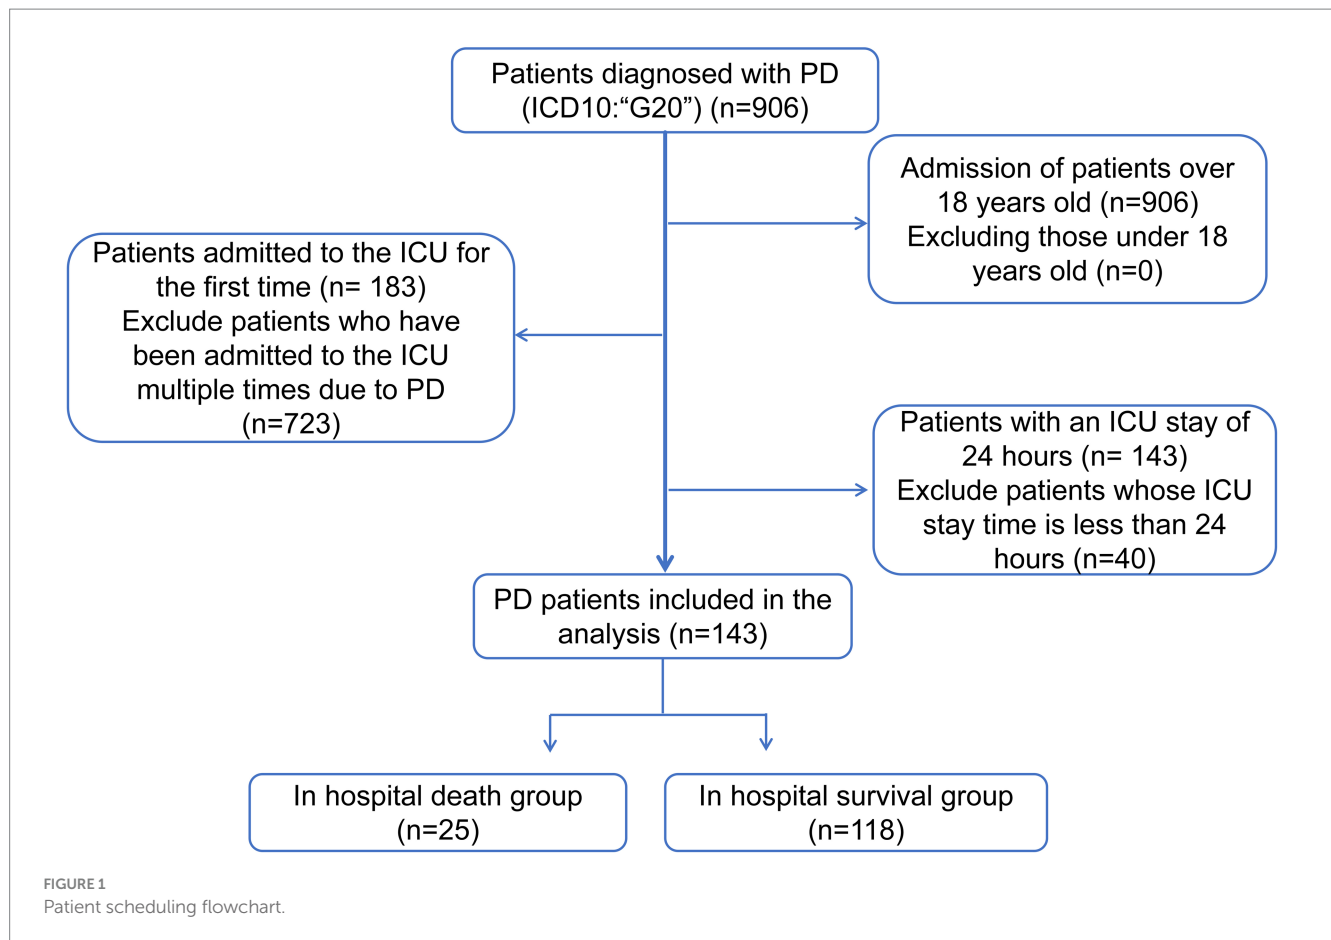 Patients diagnosed with PD
(ICD10:“G20”) (n=906)
Admission of patients over
18 years old (n=906)
Excluding those under 18
years old (n=0)
Patients admitted to the ICU for
the first time (n= 183)
Exclude patients who have
been admitted to the ICU
multiple times due to PD
(n=723)
Patients with an ICU stay of
24 hours (n= 143)
Exclude patients whose ICU
stay time is less than 24
hours (n=40)
PD patients included in the
analysis (n=143)
In hospital death group
(n=25)
In hospital survival group
(n=118)
FIGURE 1
Patient scheduling flowchart.